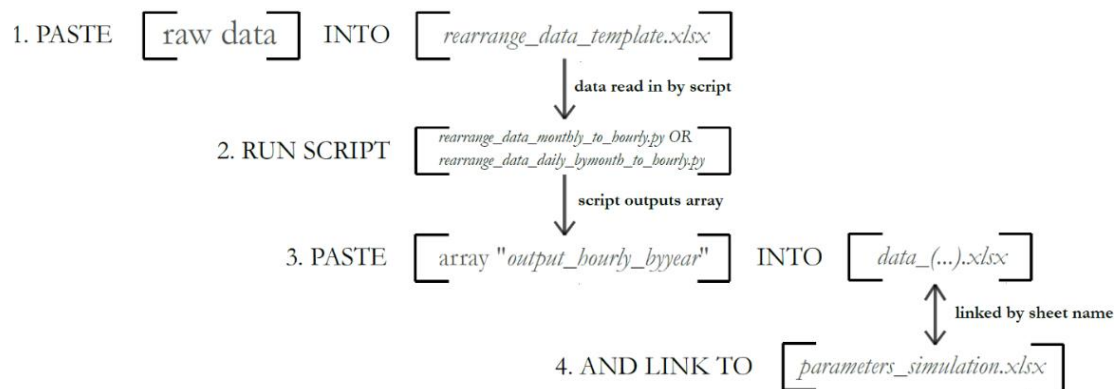 1. PASTE raw data INTO rearrange_data_template.xlsx
data read in by script
2. RUN SCRIPT rearrange_data_monthly_to_hourly.py OR
rearrange_data_daily_bymonth_to_hourly.py
script outputs array
3. PASTE array "output_hourly_byyear" INTO data_(...).xlsx
linked by sheet name
4. AND LINK TO parameters_simulation.xlsx